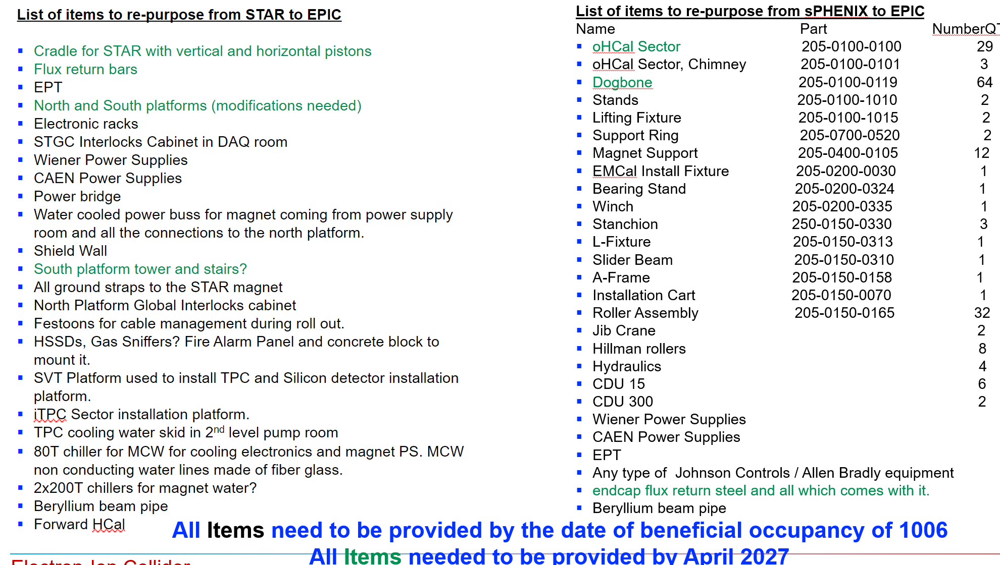 List of items to re-purpose from STAR to EPIC
▪ Cradle for STAR with vertical and horizontal pistons
▪ Flux return bars
▪ EPT
▪ North and South platforms (modifications needed)
▪ Electronic racks
▪ STGC Interlocks Cabinet in DAQ room
▪ Wiener Power Supplies
▪ CAEN Power Supplies
▪ Power bridge
▪ Water cooled power buss for magnet coming from power supply
room and all the connections to the north platform.
▪ Shield Wall
▪ South platform tower and stairs?
▪ All ground straps to the STAR magnet
▪ North Platform Global Interlocks cabinet
▪ Festoons for cable management during roll out.
▪ HSSDs, Gas Sniffers? Fire Alarm Panel and concrete block to
mount it.
▪ SVT Platform used to install TPC and Silicon detector installation
platform.
▪ iTPC Sector installation platform.
▪ TPC cooling water skid in 2nd level pump room
▪ 80T chiller for MCW for cooling electronics and magnet PS. MCW
non conducting water lines made of fiber glass.
▪ 2x200T chillers for magnet water?
▪ Beryllium beam pipe
▪ Forward HCal
List of items to re-purpose from sPHENIX to EPIC
Name Part NumberQ
▪ oHCal Sector 205-0100-0100 29
▪ oHCal Sector, Chimney 205-0100-0101 3
▪ Dogbone 205-0100-0119 64
▪ Stands 205-0100-1010 2
▪ Lifting Fixture 205-0100-1015 2
▪ Support Ring 205-0700-0520 2
▪ Magnet Support 205-0400-0105 12
▪ EMCal Install Fixture 205-0200-0030 1
▪ Bearing Stand 205-0200-0324 1
▪ Winch 205-0200-0335 1
▪ Stanchion 250-0150-0330 3
▪ L-Fixture 205-0150-0313 1
▪ Slider Beam 205-0150-0310 1
▪ A-Frame 205-0150-0158 1
▪ Installation Cart 205-0150-0070 1
▪ Roller Assembly 205-0150-0165 32
▪ Jib Crane 2
▪ Hillman rollers 8
▪ Hydraulics 4
▪ CDU 15 6
▪ CDU 300 2
▪ Wiener Power Supplies
▪ CAEN Power Supplies
▪ EPT
▪ Any type of Johnson Controls / Allen Bradly equipment
▪ endcap flux return steel and all which comes with it.
▪ Beryllium beam pipe
All Items need to be provided by the date of beneficial occupancy of 1006
All Items needed to be provided by April 2027
Electron-Ion Collider